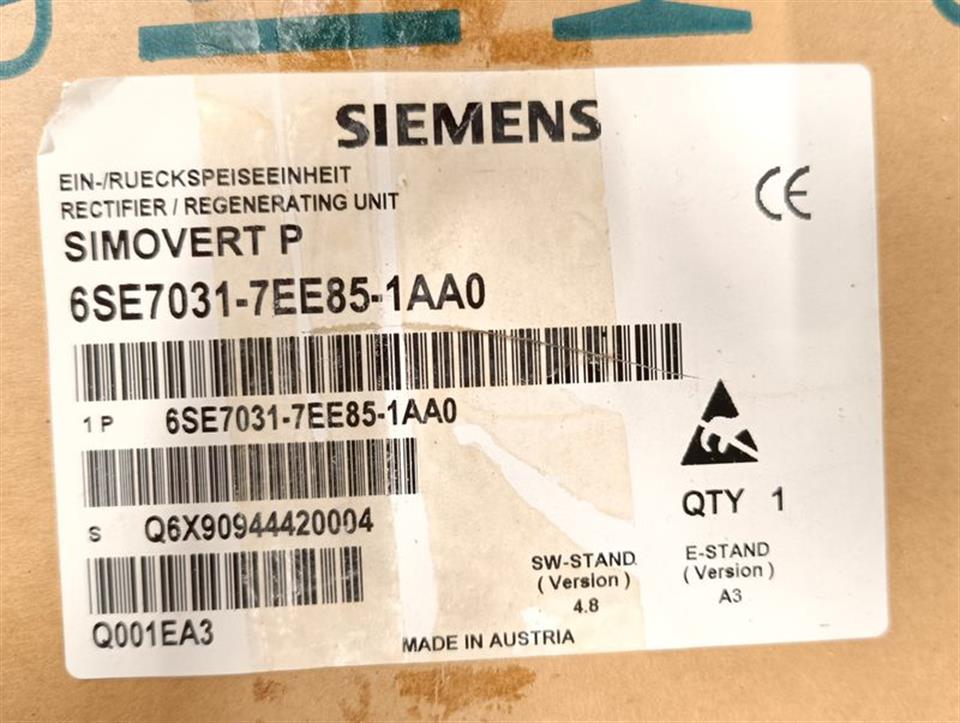 SIEMENS
EIN-/RUECKSPEISEEINHEIT
RECTIFIER / REGENERATING UNIT
SIMOVERT P
CE
6SE7031-7EE85-1AA0
1 P 6SE7031-7EE85-1AA0
QTY 1
S Q6X90944420004
SW-STAND
( Version )
4.8
E-STAND
( Version )
A3
Q001EA3
MADE IN AUSTRIA